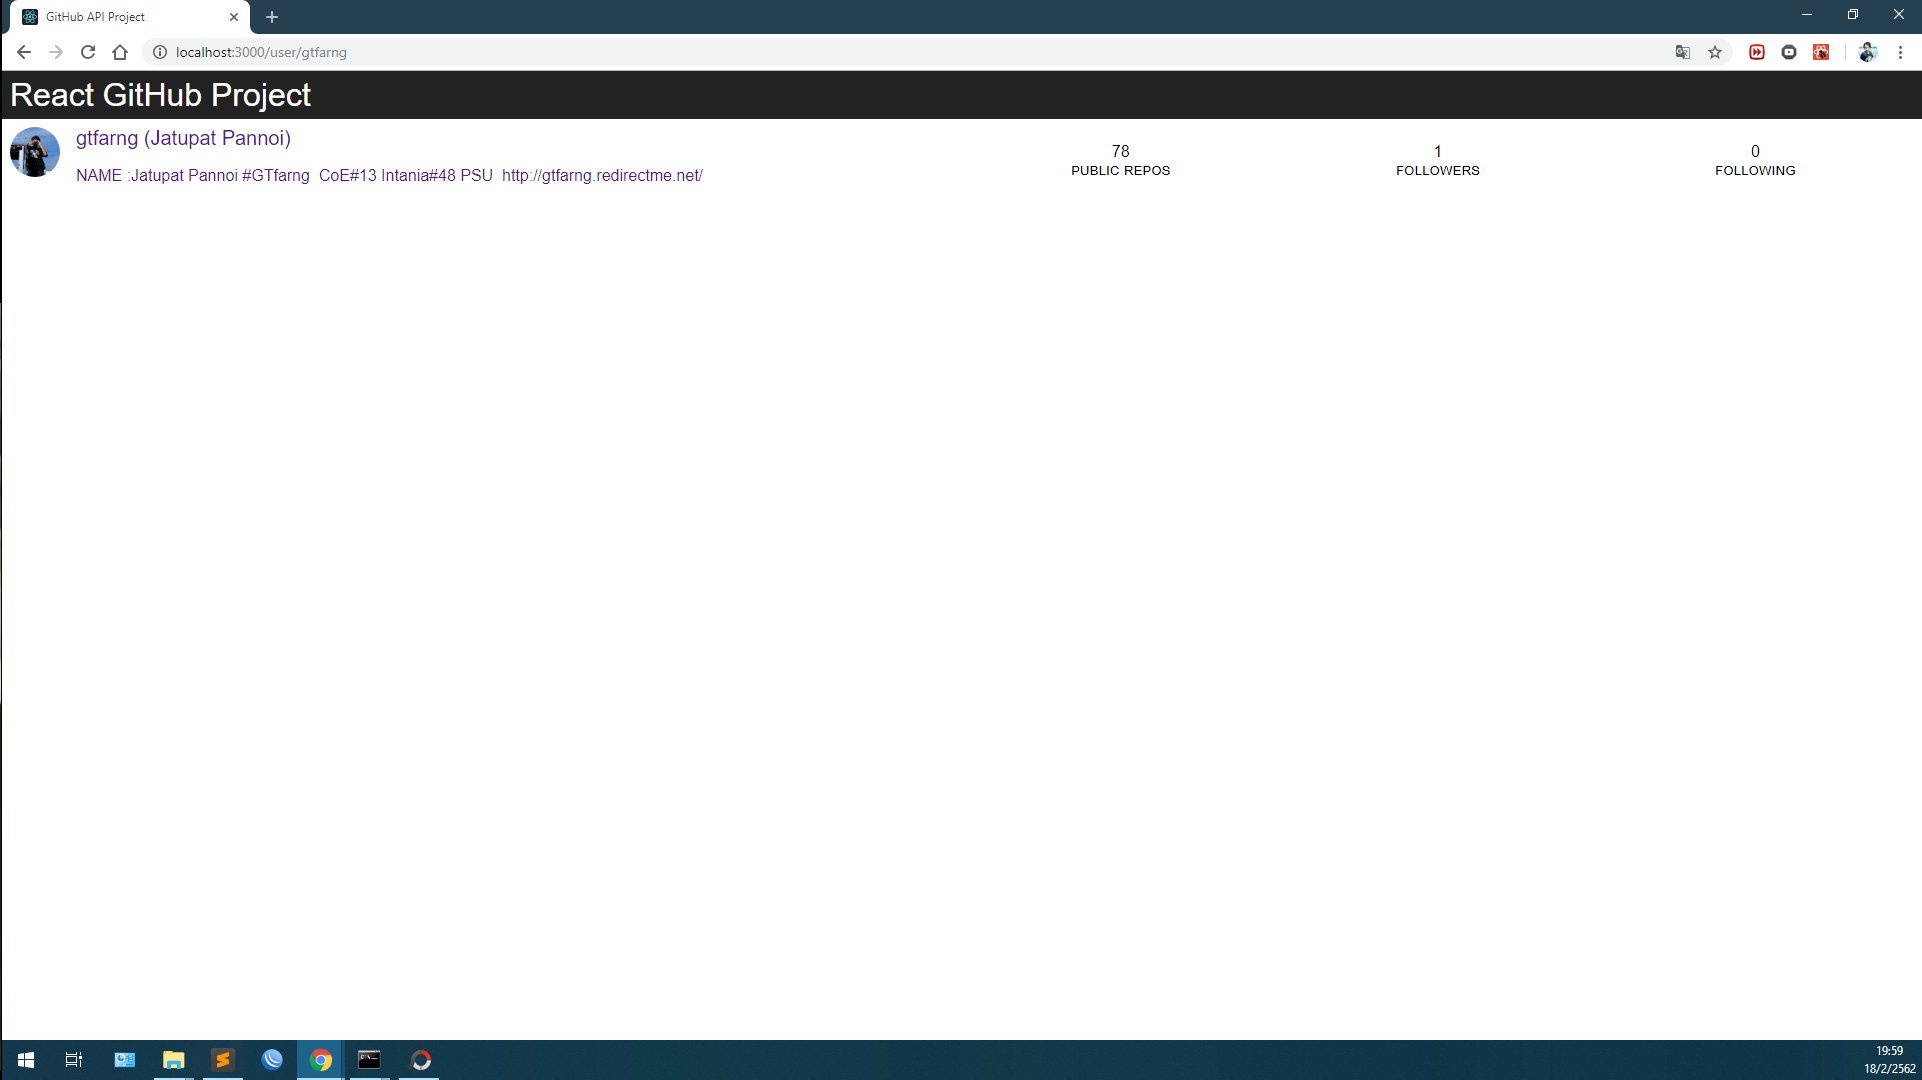 GitHub API Project
localhost:3000/user/gtfarng
React GitHub Project
gtfarng (Jatupat Pannoi)
NAME :Jatupat Pannoi #GTfarng  CoE#13 Intania#48 PSU  http://gtfarng.redirectme.net/
78
PUBLIC REPOS
1
FOLLOWERS
0
FOLLOWING
19:59
18/2/2562